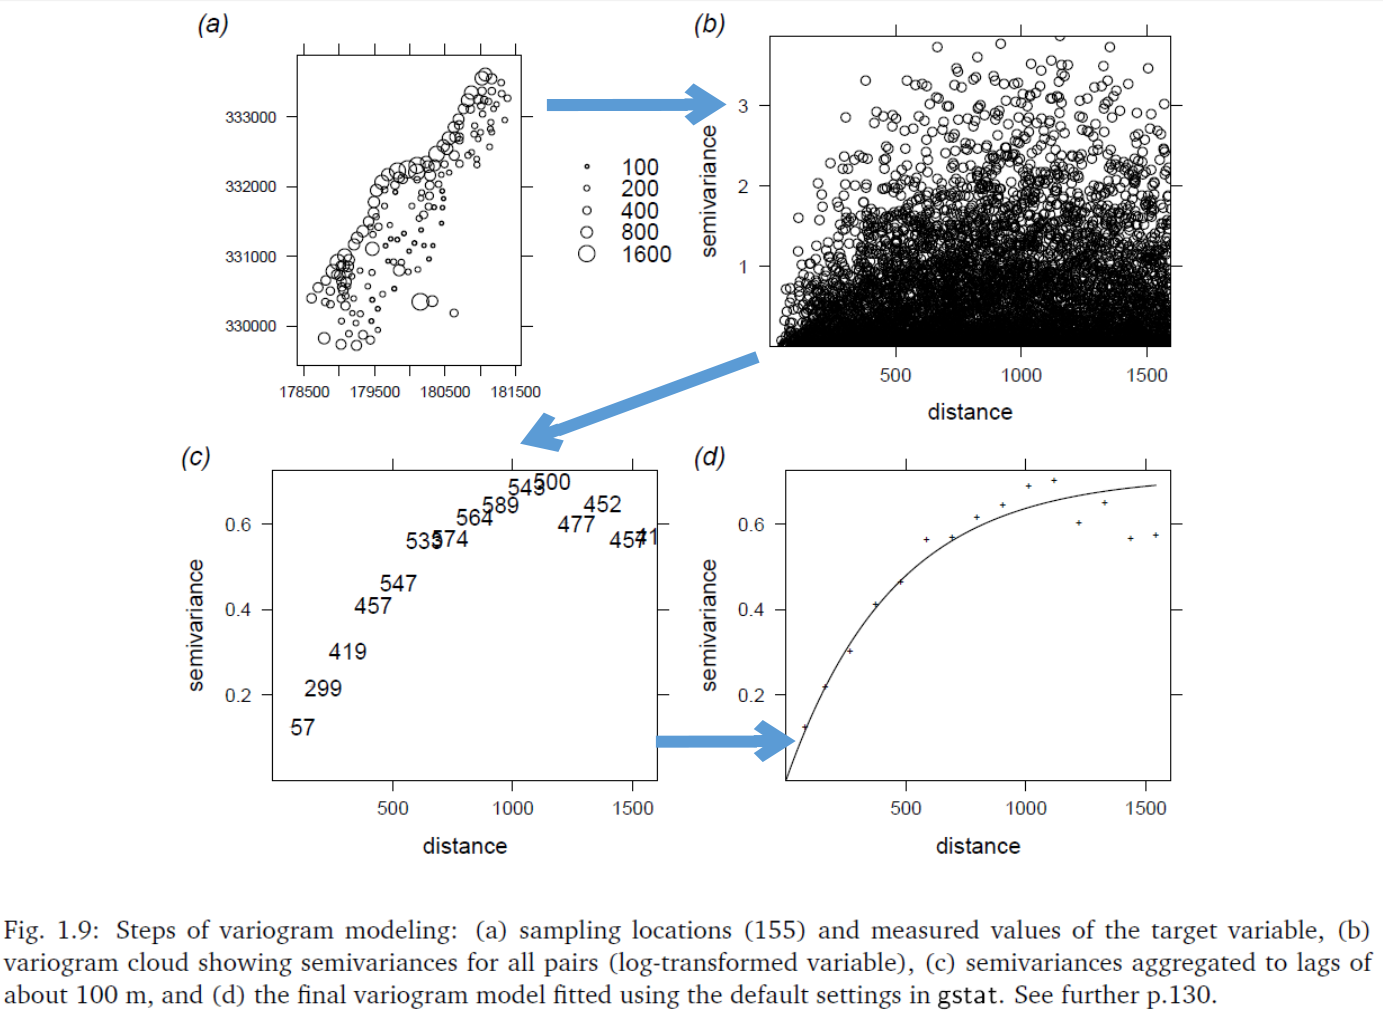 (a)
333000
332000
331000
330000
178500 179500 180500 181500
100
200
400
800
1600
(b)
semivariance
3
2
1
500 1000 1500
distance
(c)
semivariance
0.6
0.4
0.2
57
299
419
457
547
533
574
564
589
543
500
477
452
457
41
500 1000 1500
distance
(d)
semivariance
0.6
0.4
0.2
500 1000 1500
distance
Fig. 1.9: Steps of variogram modeling: (a) sampling locations (155) and measured values of the target variable, (b)
variogram cloud showing semivariances for all pairs (log-transformed variable), (c) semivariances aggregated to lags of
about 100 m, and (d) the final variogram model fitted using the default settings in gstat. See further p.130.